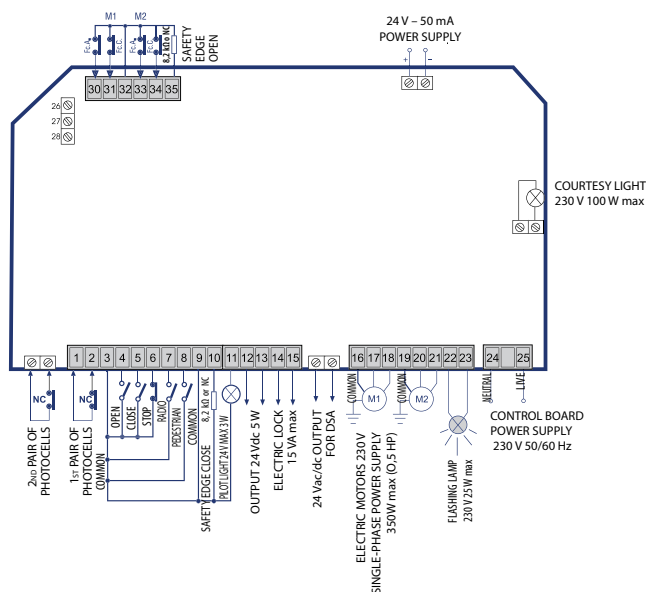 M1 M2
Fc.A. Fc.C. Fc.A. Fc.C. 8,2 kΩ o NC
SAFETY
EDGE
OPEN
24 V – 50 mA
POWER SUPPLY
+ −
30 31 32 33 34 35
26
27
28
COURTESY LIGHT
230 V 100 W max
1 2 3 4 5 6 7 8 9 10 11 12 13 14 15
16 17 18 19 20 21 22 23
24 25
NC
NC
2ND PAIR OF
PHOTOCELLS
1ST PAIR OF
PHOTOCELLS
COMMON
OPEN
CLOSE
STOP
RADIO
PEDESTRIAN
COMMON
SAFETY EDGE CLOSE
8,2 kΩ or NC
PILOT LIGHT 24 V MAX 3 W
OUTPUT 24 Vdc 5 W
ELECTRIC LOCK
15 VA max
24 Vac/dc OUTPUT
FOR DSA
COMMON
M1
COMMON
M2
ELECTRIC MOTORS 230 V
SINGLE-PHASE POWER SUPPLY
350W max (0,5 HP)
FLASHING LAMP
230 V 25 W max
NEUTRAL
LIVE
CONTROL BOARD
POWER SUPPLY
230 V 50/60 Hz